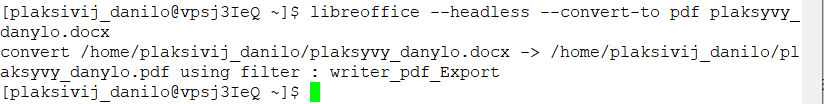 [plaksivij_danilo@vpsj3IeQ ~]$ libreoffice --headless --convert-to pdf plaksyvy_
danylo.docx
convert /home/plaksivij_danilo/plaksyvy_danylo.docx -> /home/plaksivij_danilo/pl
aksyvy_danylo.pdf using filter : writer_pdf_Export
[plaksivij_danilo@vpsj3IeQ ~]$